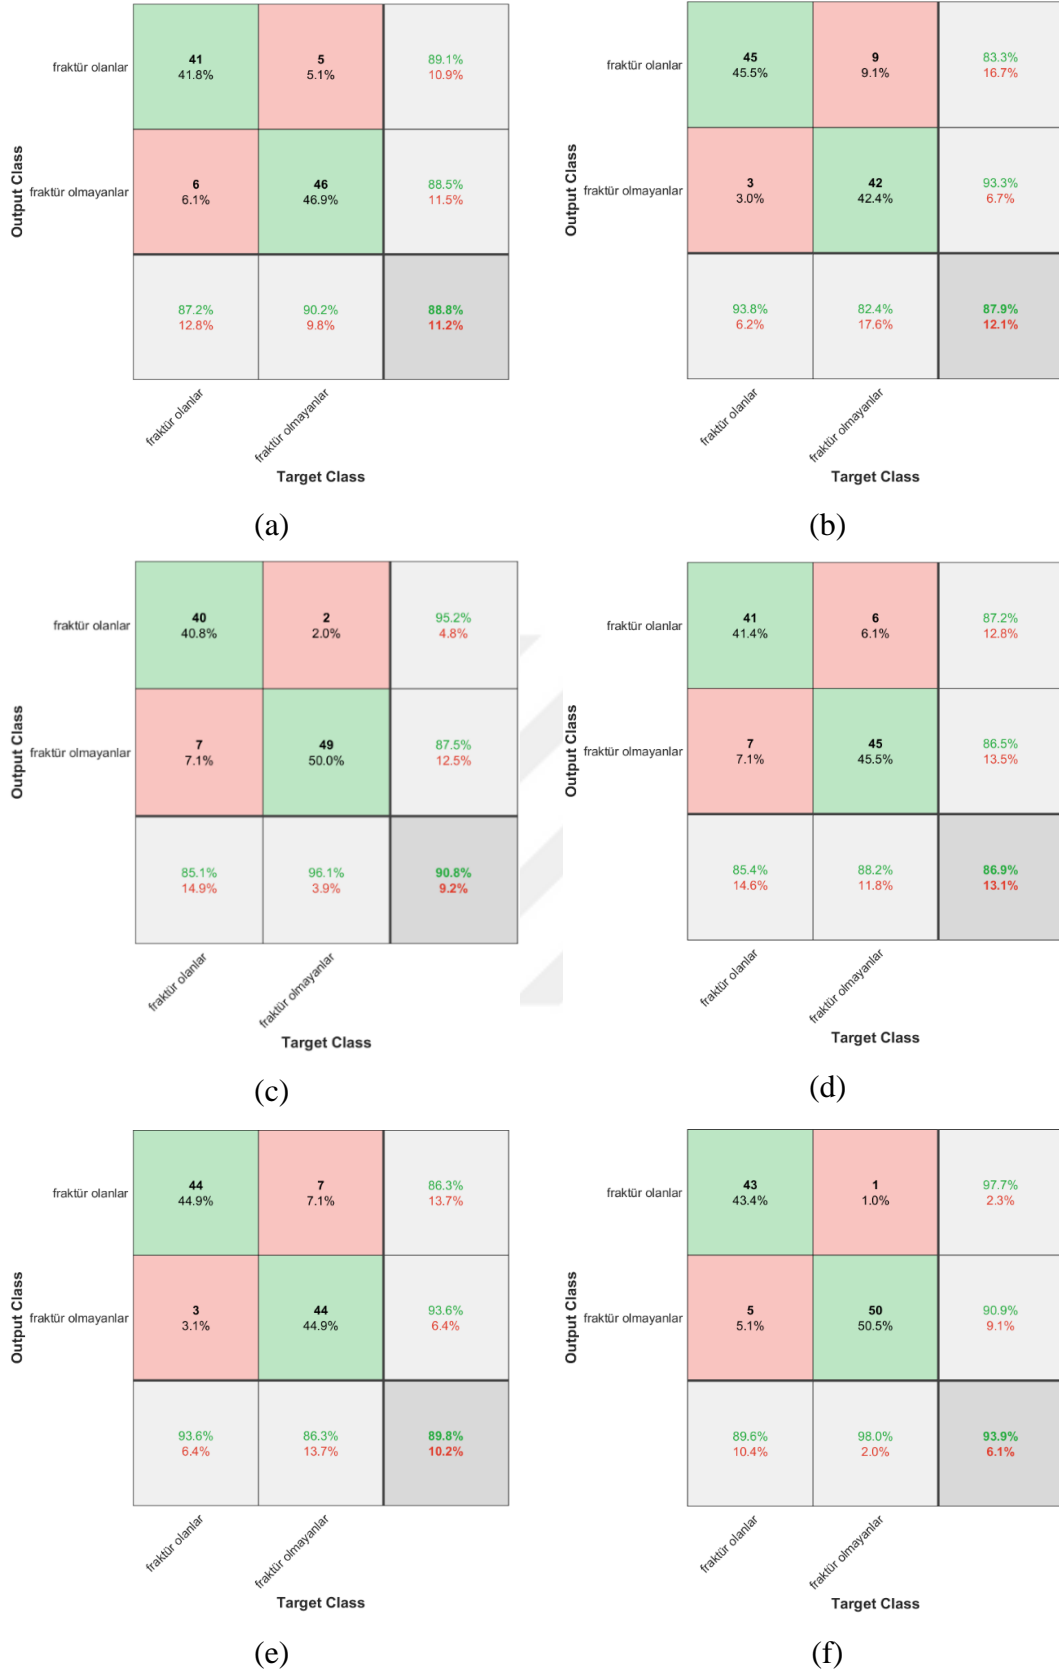 41 5 89.1%
fraktür olanlar 41.8% 5.1% 10.9%
6 46 88.5%
fraktür olmayanlar 6.1% 46.9% 11.5%
87.2% 90.2% 88.8%
12.8% 9.8% 11.2%
Output Class
fraktür olanlar
fraktür olmayanlar
Target Class
(a)
45 9 83.3%
fraktür olanlar 45.5% 9.1% 16.7%
3 42 93.3%
fraktür olmayanlar 3.0% 42.4% 6.7%
93.8% 82.4% 87.9%
6.2% 17.6% 12.1%
Output Class
fraktür olanlar
fraktür olmayanlar
Target Class
(b)
40 2 95.2%
fraktür olanlar 40.8% 2.0% 4.8%
7 49 87.5%
fraktür olmayanlar 7.1% 50.0% 12.5%
85.1% 96.1% 90.8%
14.9% 3.9% 9.2%
Output Class
fraktür olanlar
fraktür olmayanlar
Target Class
(c)
41 6 87.2%
fraktür olanlar 41.4% 6.1% 12.8%
7 45 86.5%
fraktür olmayanlar 7.1% 45.5% 13.5%
85.4% 88.2% 86.9%
14.6% 11.8% 13.1%
Output Class
fraktür olanlar
fraktür olmayanlar
Target Class
(d)
44 7 86.3%
fraktür olanlar 44.9% 7.1% 13.7%
3 44 93.6%
fraktür olmayanlar 3.1% 44.9% 6.4%
93.6% 86.3% 89.8%
6.4% 13.7% 10.2%
Output Class
fraktür olanlar
fraktür olmayanlar
Target Class
(e)
43 1 97.7%
fraktür olanlar 43.4% 1.0% 2.3%
5 50 90.9%
fraktür olmayanlar 5.1% 50.5% 9.1%
89.6% 98.0% 93.9%
10.4% 2.0% 6.1%
Output Class
fraktür olanlar
fraktür olmayanlar
Target Class
(f)